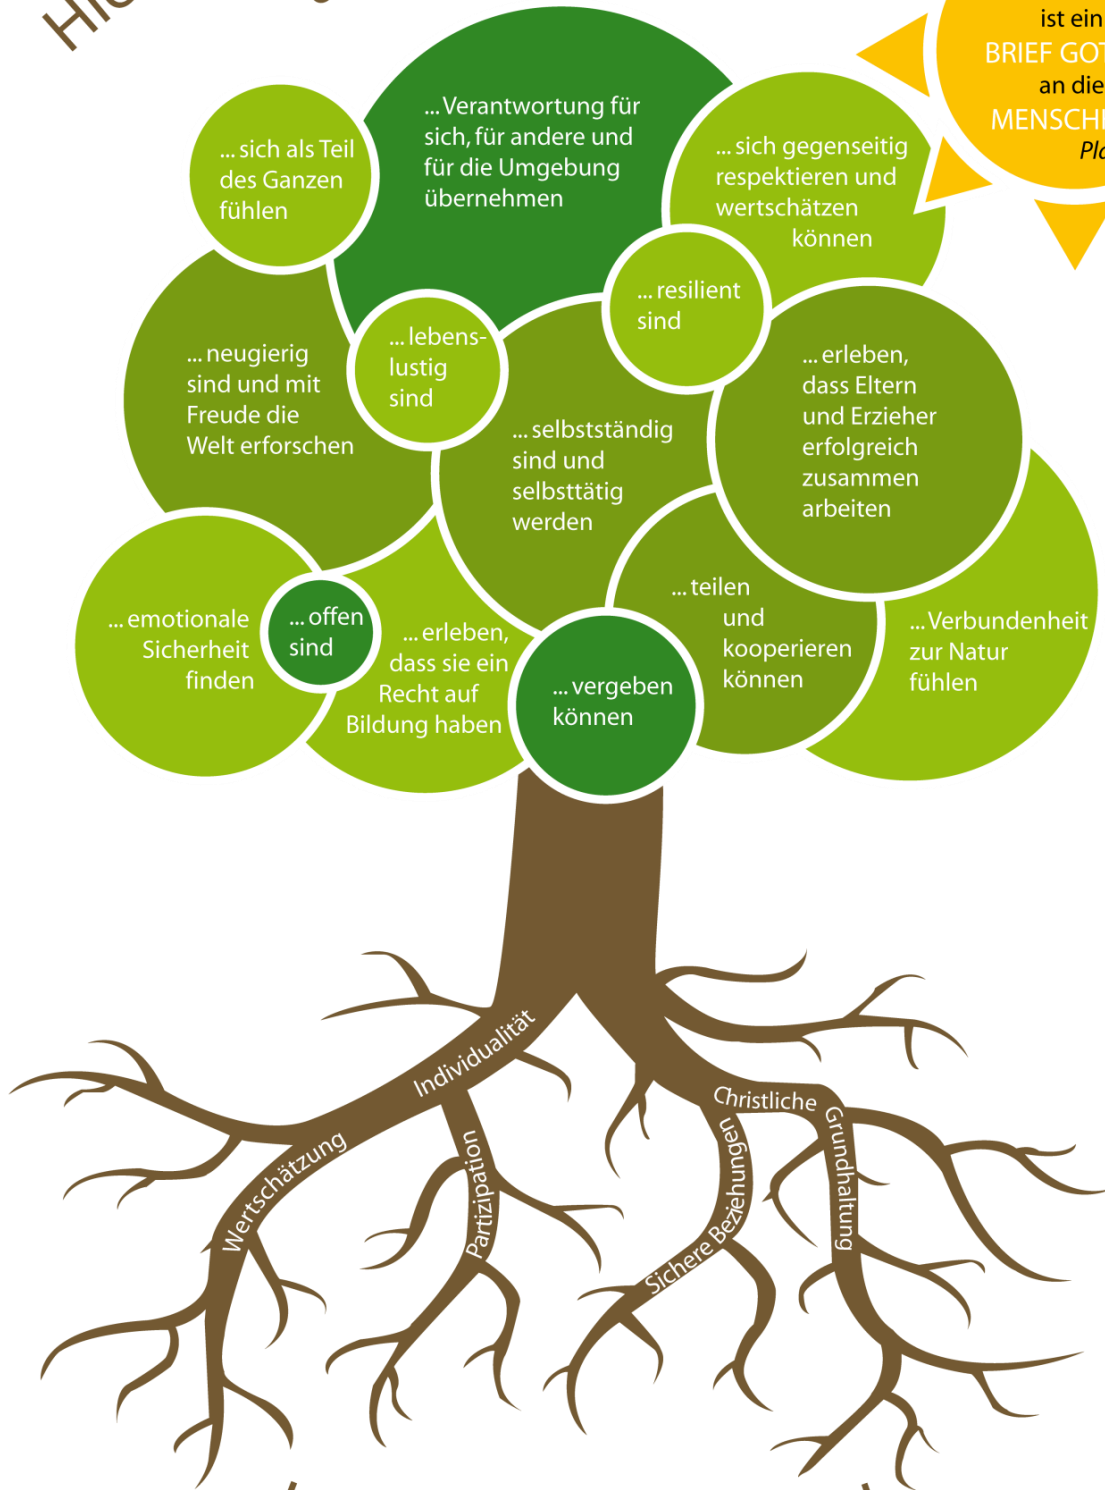 ist ein
BRIEF GOT
an die
MENSCH
... sich als Teil
des Ganzen
fühlen
... Verantwortung für
sich, für andere und
für die Umgebung
übernehmen
... sich gegenseitig
respektieren und
wertschätzen
können
... resilient
sind
... neugierig
sind und mit
Freude die
Welt erforschen
... lebens-
lustig
sind
... selbstständig
sind und
selbsttätig
werden
... erleben,
dass Eltern
und Erzieher
erfolgreich
zusammen
arbeiten
... emotionale
Sicherheit
finden
... offen
sind
... erleben,
dass sie ein
Recht auf
Bildung haben
... vergeben
können
... teilen
und
kooperieren
können
... Verbundenheit
zur Natur
fühlen
Individualität
Wertschätzung
Partizipation
Sichere Beziehungen
Christliche Grundhaltung